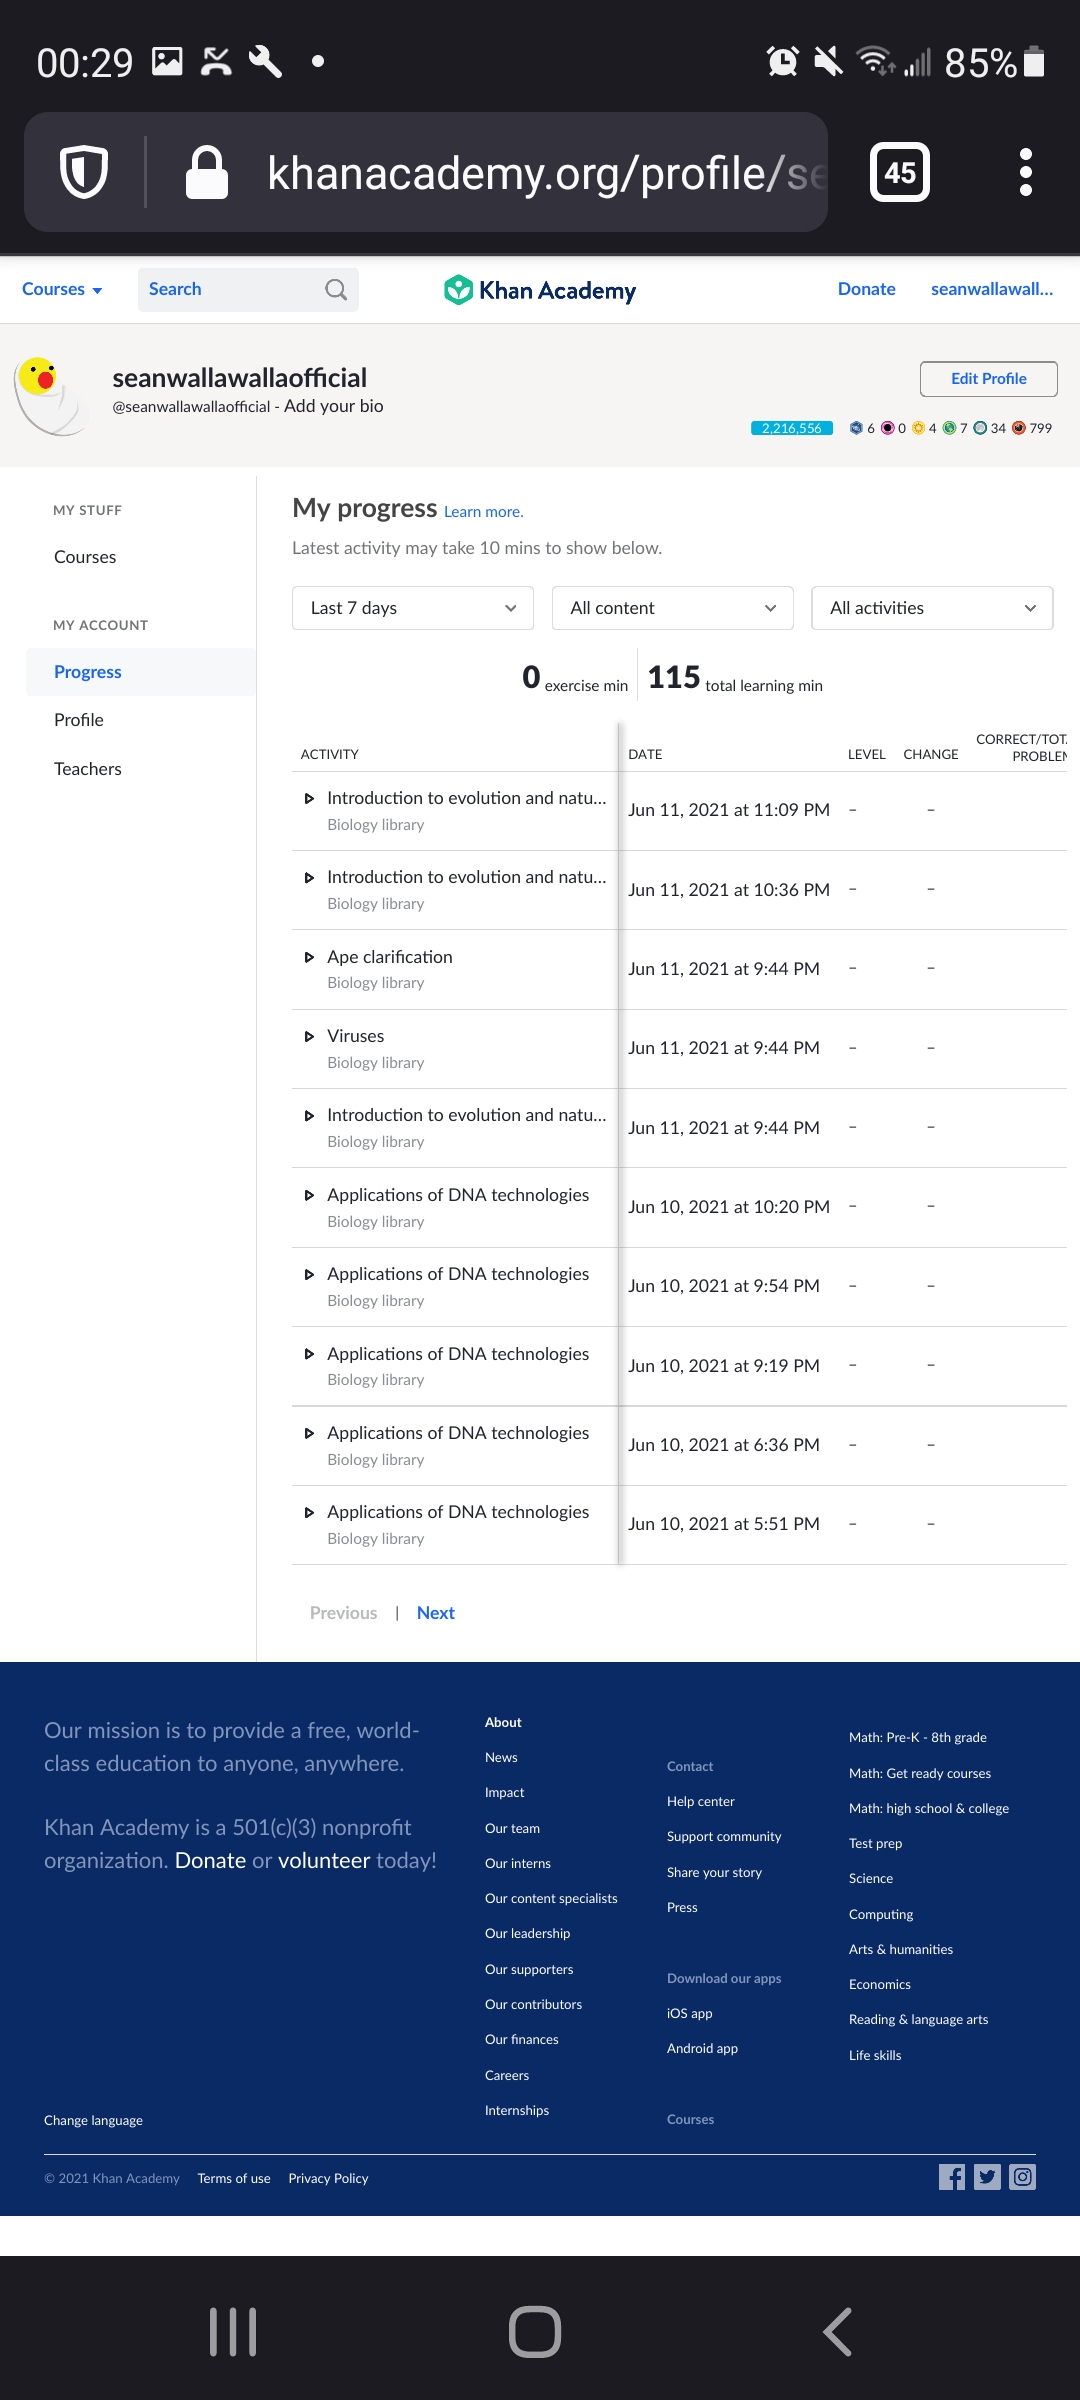 00:29
85%
khanacademy.org/profile/se
45
Courses
Search
Khan Academy
Donate
seanwallawall...
seanwallawallaofficial
@seanwallawallaofficial - Add your bio
Edit Profile
2,216,556 6 0 4 7 34 799
MY STUFF
Courses
MY ACCOUNT
Progress
Profile
Teachers
My progress Learn more.
Latest activity may take 10 mins to show below.
Last 7 days
All content
All activities
0 exercise min
115 total learning min
ACTIVITY DATE LEVEL CHANGE CORRECT/TOT
PROBLEM
Introduction to evolution and natu...
Biology library
Jun 11, 2021 at 11:09 PM – –
Introduction to evolution and natu...
Biology library
Jun 11, 2021 at 10:36 PM – –
Ape clarification
Biology library
Jun 11, 2021 at 9:44 PM – –
Viruses
Biology library
Jun 11, 2021 at 9:44 PM – –
Introduction to evolution and natu...
Biology library
Jun 11, 2021 at 9:44 PM – –
Applications of DNA technologies
Biology library
Jun 10, 2021 at 10:20 PM – –
Applications of DNA technologies
Biology library
Jun 10, 2021 at 9:54 PM – –
Applications of DNA technologies
Biology library
Jun 10, 2021 at 9:19 PM – –
Applications of DNA technologies
Biology library
Jun 10, 2021 at 6:36 PM – –
Applications of DNA technologies
Biology library
Jun 10, 2021 at 5:51 PM – –
Previous | Next
Our mission is to provide a free, world-
class education to anyone, anywhere.
Khan Academy is a 501(c)(3) nonprofit
organization. Donate or volunteer today!
About
News
Impact
Our team
Our interns
Our content specialists
Our leadership
Our supporters
Our contributors
Our finances
Careers
Internships
Contact
Help center
Support community
Share your story
Press
Download our apps
iOS app
Android app
Courses
Math: Pre-K - 8th grade
Math: Get ready courses
Math: high school & college
Test prep
Science
Computing
Arts & humanities
Economics
Reading & language arts
Life skills
Change language
© 2021 Khan Academy Terms of use Privacy Policy